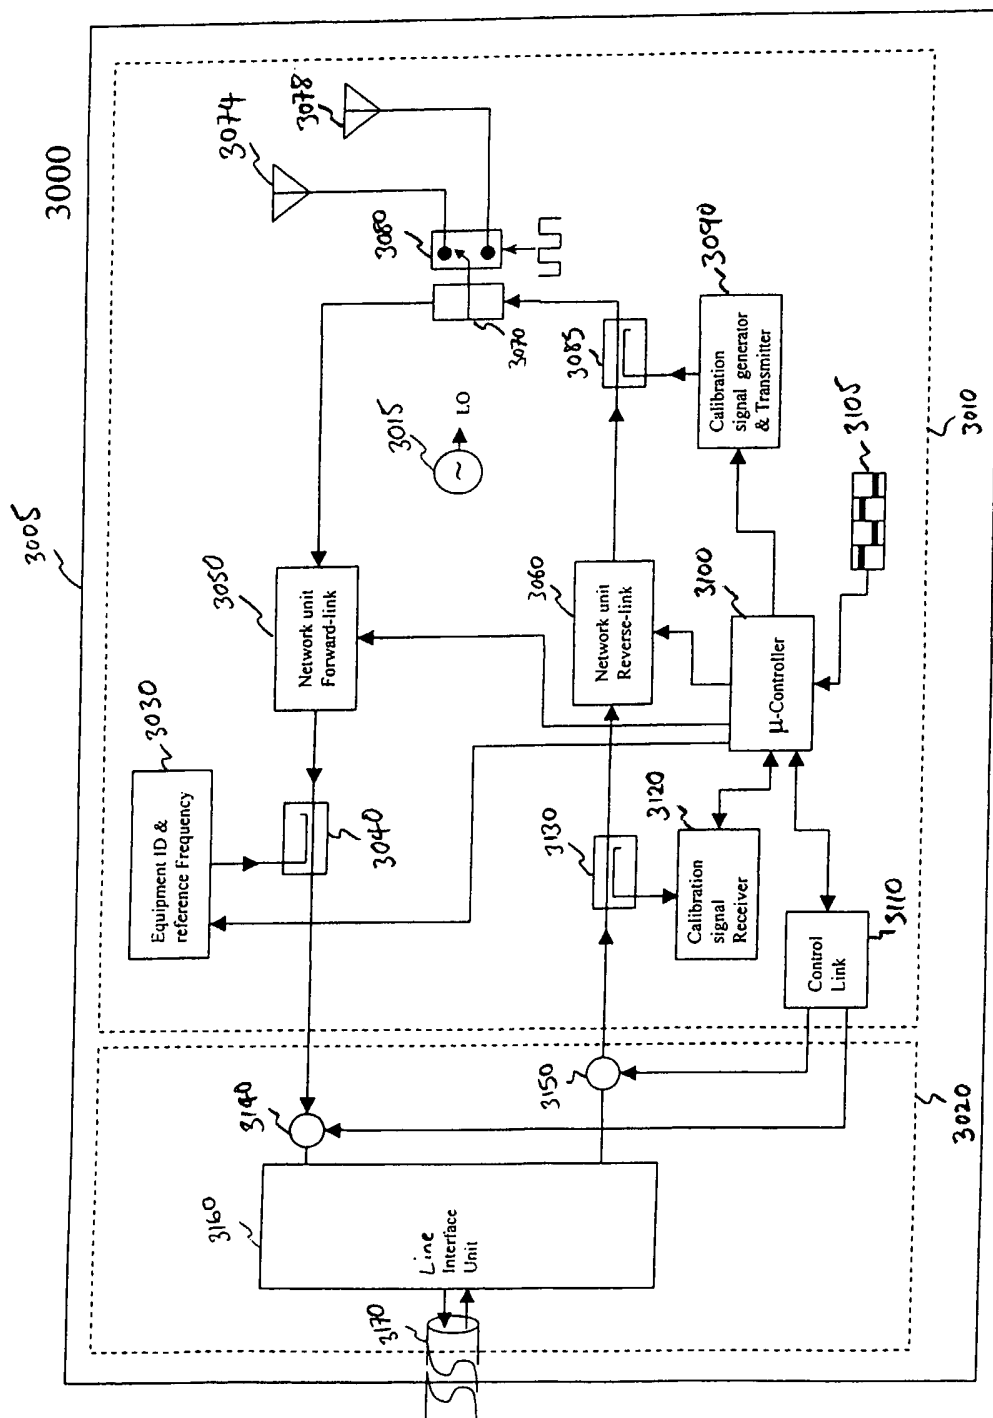 3000
3005
3074
3078
3080
3070
3015
LO
3085
3090
Calibration
signal generator
& Transmitter
3105
3010
3050
Network unit
Forward-link
3060
Network unit
Reverse-link
3100
µ-Controller
3030
Equipment ID &
reference Frequency
3040
3130
3120
Calibration
signal
Receiver
3110
Control
Link
3140
3150
3020
3160
Line
Interface
Unit
3170